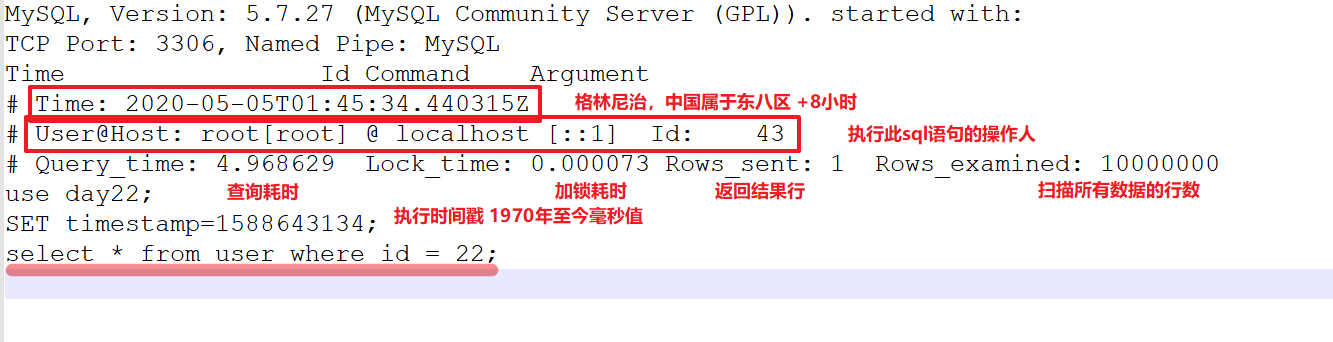 MySQL, Version: 5.7.27 (MySQL Community Server (GPL)). started with:
TCP Port: 3306, Named Pipe: MySQL
Time Id Command Argument
# Time: 2020-05-05T01:45:34.440315Z 格林尼治，中国属于东八区 +8小时
# User@Host: root[root] @ localhost [::1] Id: 43 执行此sql语句的操作人
# Query_time: 4.968629 Lock_time: 0.000073 Rows_sent: 1 Rows_examined: 10000000
use day22; 查询耗时 加锁耗时 返回结果行 扫描所有数据的行数
SET timestamp=1588643134; 执行时间戳 1970年至今毫秒值
select * from user where id = 22;